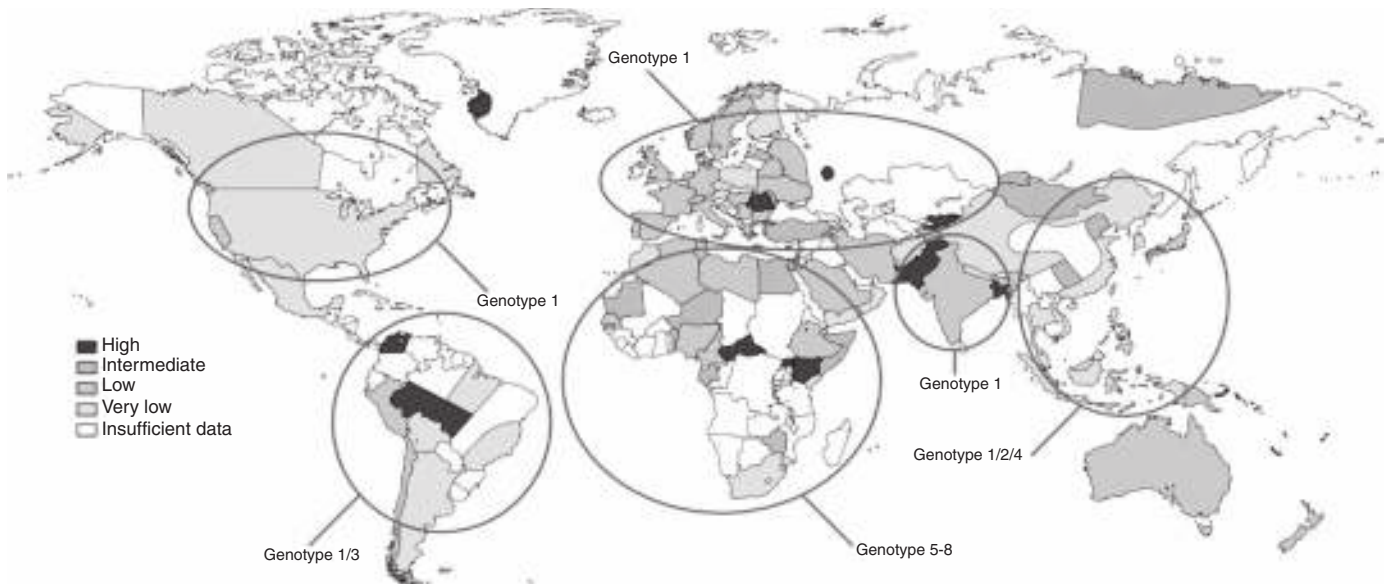 Genotype 1
Genotype 1
High
Intermediate
Low
Very low
Insufficient data
Genotype 1
Genotype 1/2/4
Genotype 1/3
Genotype 5-8